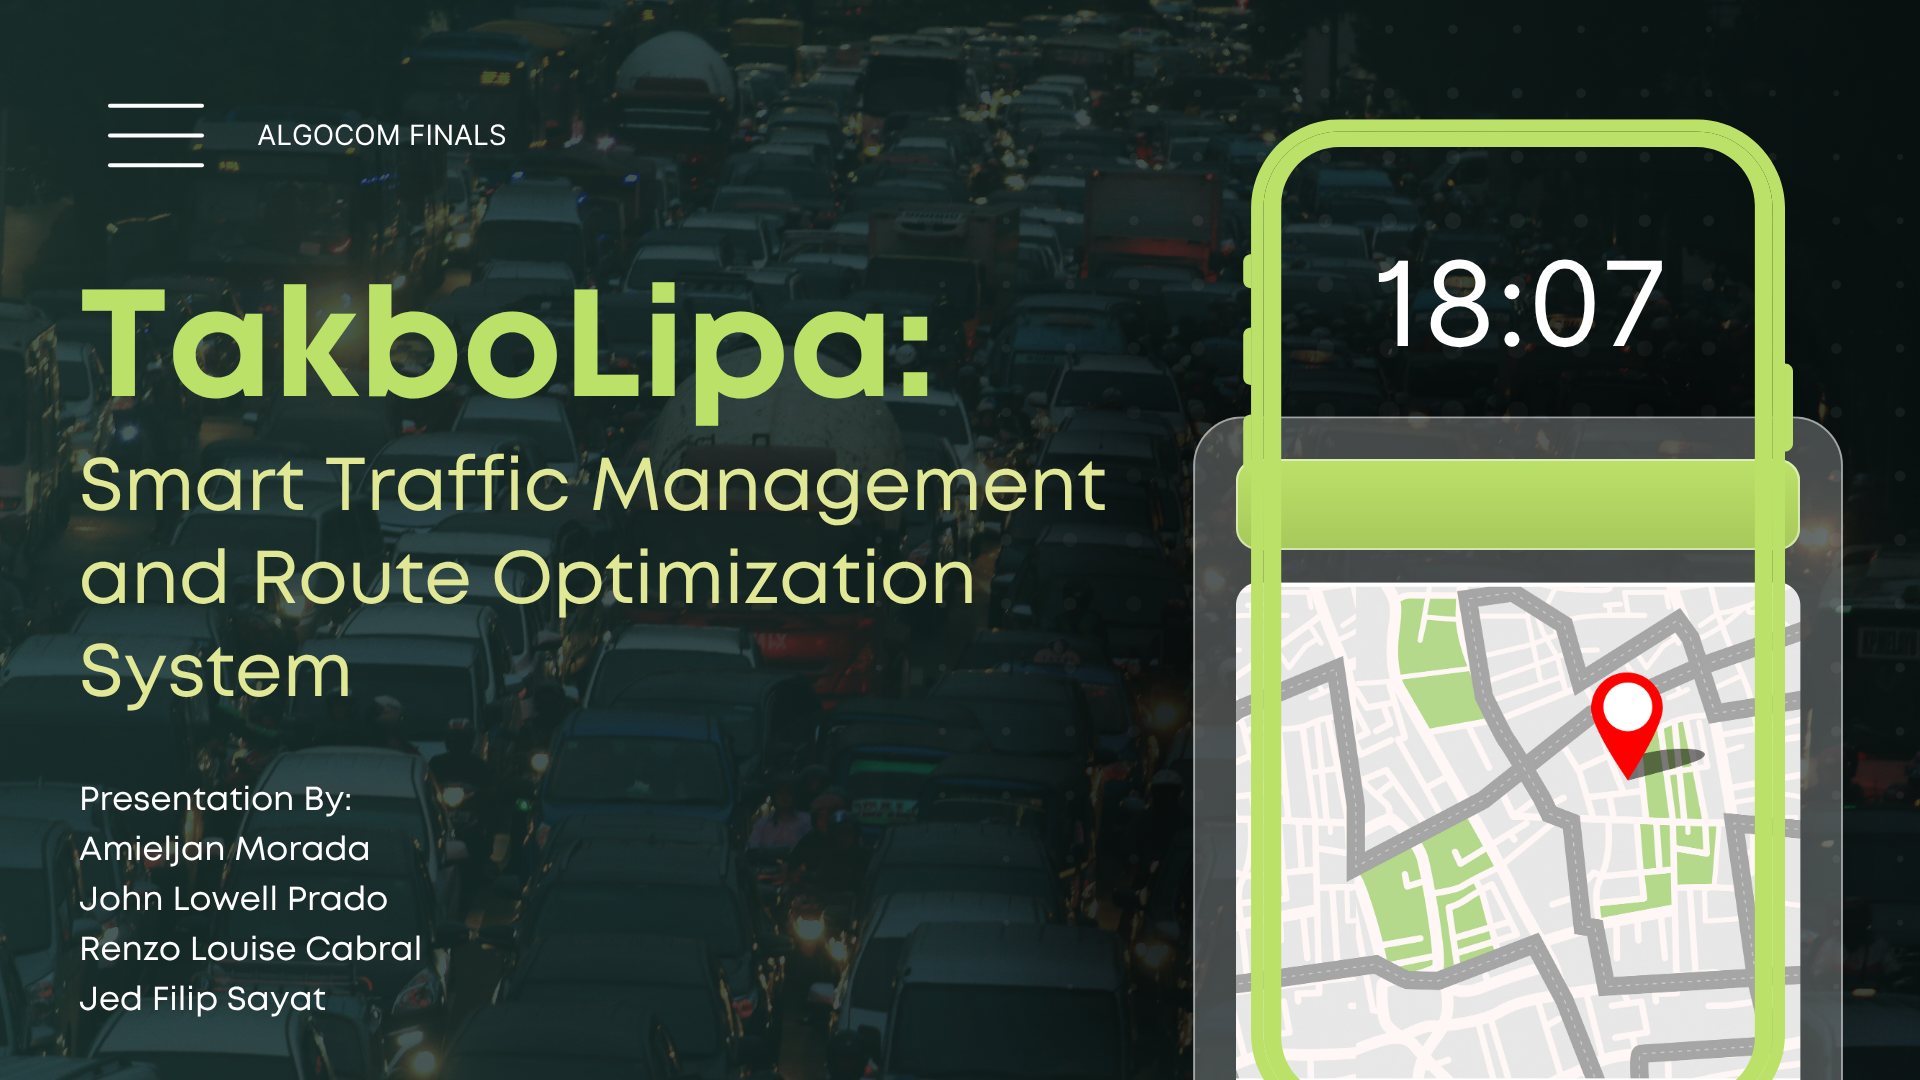 ALGOCOM FINALS
TakboLipa:
Smart Traffic Management
and Route Optimization
System
Presentation By:
Amieljan Morada
John Lowell Prado
Renzo Louise Cabral
Jed Filip Sayat
18:07